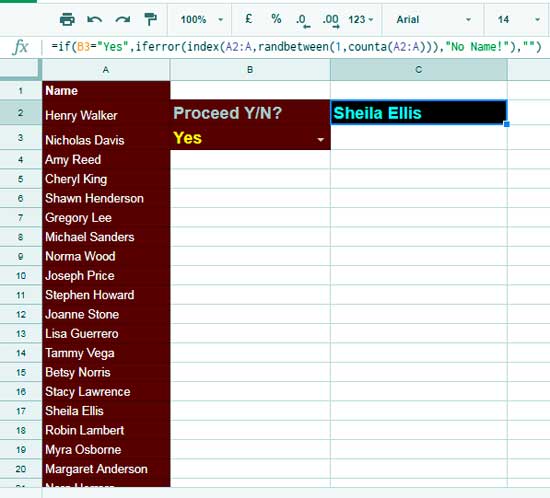 100% £ % .0 .00 123 Arial 14
fx =if(B3="Yes",iferror(index(A2:A,randbetween(1,counta(A2:A))),"No Name!"),"")
A B C
1 Name
2 Henry Walker Proceed Y/N? Sheila Ellis
3 Nicholas Davis Yes
4 Amy Reed
5 Cheryl King
6 Shawn Henderson
7 Gregory Lee
8 Michael Sanders
9 Norma Wood
10 Joseph Price
11 Stephen Howard
12 Joanne Stone
13 Lisa Guerrero
14 Tammy Vega
15 Betsy Norris
16 Stacy Lawrence
17 Sheila Ellis
18 Robin Lambert
19 Myra Osborne
20 Margaret Anderson